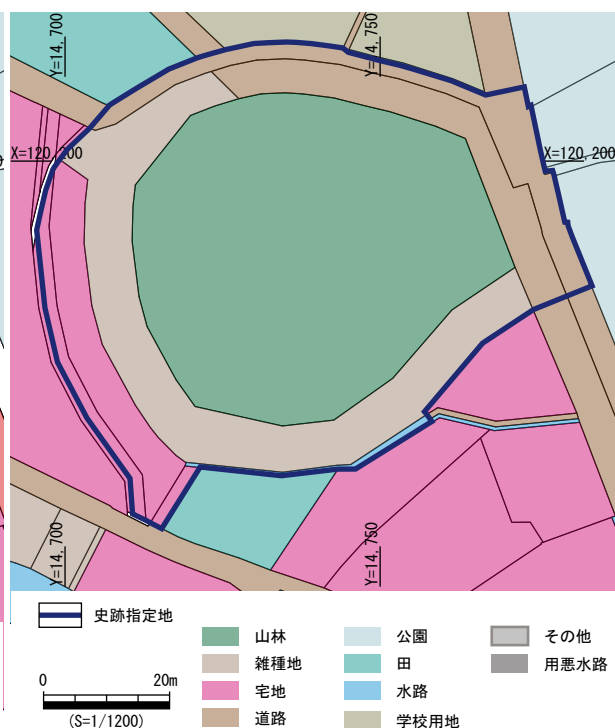 Y=14, 700
Y=14, 750
X=120, 200
X=120, 200
Y=14, 700
Y=14, 750
史跡指定地
山林
公園
その他
雑種地
田
用悪水路
宅地
水路
道路
学校用地
0
20m
(S=1/1200)